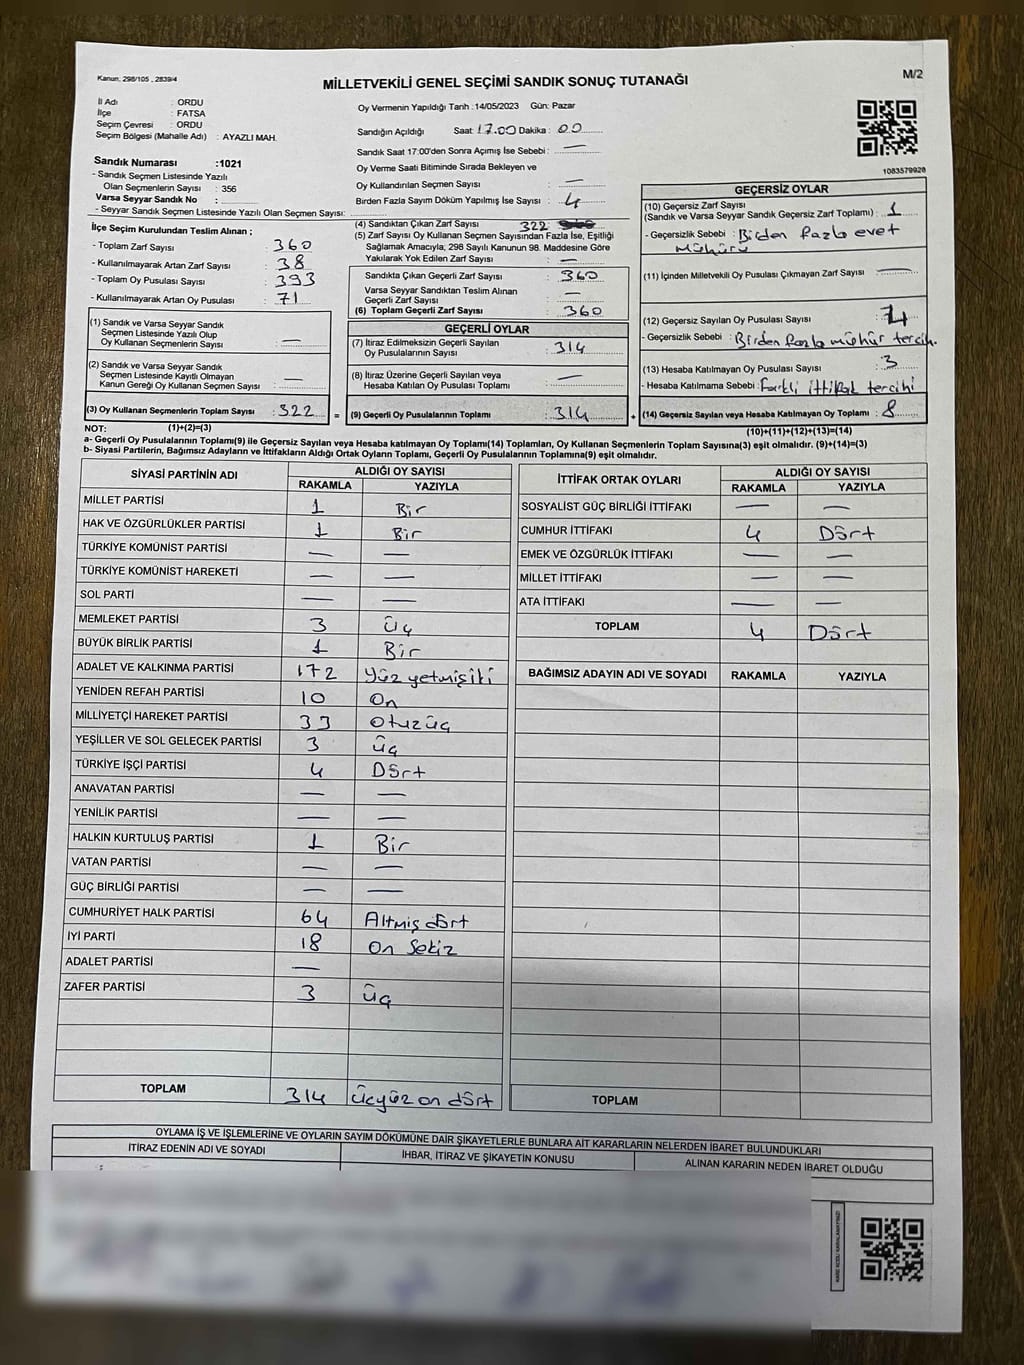 Kanun: 298/105 , 2839/4
MİLLETVEKİLİ GENEL SEÇİMİ SANDIK SONUÇ TUTANAĞI
M/2
İl Adı : ORDU
İlçe : FATSA
Seçim Çevresi : ORDU
Seçim Bölgesi (Mahalle Adı) : AYAZLI MAH.
Oy Vermenin Yapıldığı Tarih :14/05/2023 Gün: Pazar
Sandığın Açıldığı Saat: 17.00 Dakika : 00
Sandık Saat 17:00'den Sonra Açımış İse Sebebi : —
Oy Verme Saati Bitiminde Sırada Bekleyen ve
Oy Kullandırılan Seçmen Sayısı : —
Birden Fazla Sayım Döküm Yapılmış İse Sayısı : 4
1083579928
Sandık Numarası :1021
- Sandık Seçmen Listesinde Yazılı
Olan Seçmenlerin Sayısı : 356
Varsa Seyyar Sandık No :
- Seyyar Sandık Seçmen Listesinde Yazılı Olan Seçmen Sayısı:
İlçe Seçim Kurulundan Teslim Alınan ;
- Toplam Zarf Sayısı : 360
- Kullanılmayarak Artan Zarf Sayısı : 38
- Toplam Oy Pusulası Sayısı : 393
- Kullanılmayarak Artan Oy Pusulası : 71
(1) Sandık ve Varsa Seyyar Sandık
Seçmen Listesinde Yazılı Olup
Oy Kullanan Seçmenlerin Sayısı : —
(2) Sandık ve Varsa Seyyar Sandık
Seçmen Listesinde Kayıtlı Olmayan
Kanun Gereği Oy Kullanan Seçmen Sayısı : —
(3) Oy Kullanan Seçmenlerin Toplam Sayısı : 322 =
(4) Sandıktan Çıkan Zarf Sayısı : 322
(5) Zarf Sayısı Oy Kullanan Seçmen Sayısından Fazla İse, Eşitliği
Sağlamak Amacıyla; 298 Sayılı Kanunun 98. Maddesine Göre
Yakılarak Yok Edilen Zarf Sayısı : —
Sandıkta Çıkan Geçerli Zarf Sayısı : 360
Varsa Seyyar Sandıktan Teslim Alınan
Geçerli Zarf Sayısı : —
(6) Toplam Geçerli Zarf Sayısı : 360
GEÇERLİ OYLAR
(7) İtiraz Edilmeksizin Geçerli Sayılan
Oy Pusulalarının Sayısı : 314
(8) İtiraz Üzerine Geçerli Sayılan veya
Hesaba Katılan Oy Pusulası Toplamı : —
(9) Geçerli Oy Pusulalarının Toplamı : 314 +
GEÇERSİZ OYLAR
(10) Geçersiz Zarf Sayısı
(Sandık ve Varsa Seyyar Sandık Geçersiz Zarf Toplamı) : 1
- Geçersizlik Sebebi : Birden fazla evet
mühürü
(11) İçinden Milletvekili Oy Pusulası Çıkmayan Zarf Sayısı : —
(12) Geçersiz Sayılan Oy Pusulası Sayısı : 4
- Geçersizlik Sebebi : Birden fazla mühür tercih.
(13) Hesaba Katılmayan Oy Pusulası Sayısı : 3
- Hesaba Katılmama Sebebi : Farklı ittifak tercihi
(14) Geçersiz Sayılan veya Hesaba Katılmayan Oy Toplamı : 8
NOT: (1)+(2)=(3)
(10)+(11)+(12)+(13)=(14)
a- Geçerli Oy Pusulalarının Toplamı(9) ile Geçersiz Sayılan veya Hesaba katılmayan Oy Toplamı(14) Toplamları, Oy Kullanan Seçmenlerin Toplam Sayısına(3) eşit olmalıdır. (9)+(14)=(3)
b- Siyasi Partilerin, Bağımsız Adayların ve İttifakların Aldığı Ortak Oyların Toplamı, Geçerli Oy Pusulalarının Toplamına(9) eşit olmalıdır.
SİYASİ PARTİNİN ADI ALDIĞI OY SAYISI
RAKAMLA YAZIYLA
MİLLET PARTİSİ 1 Bir
HAK VE ÖZGÜRLÜKLER PARTİSİ 1 Bir
TÜRKİYE KOMÜNİST PARTİSİ — —
TÜRKİYE KOMÜNİST HAREKETİ — —
SOL PARTİ — —
MEMLEKET PARTİSİ 3 Üç
BÜYÜK BİRLİK PARTİSİ 1 Bir
ADALET VE KALKINMA PARTİSİ 172 Yüz yetmişiki
YENİDEN REFAH PARTİSİ 10 On
MİLLİYETÇİ HAREKET PARTİSİ 33 Otuzüç
YEŞİLLER VE SOL GELECEK PARTİSİ 3 Üç
TÜRKİYE İŞÇİ PARTİSİ 4 Dört
ANAVATAN PARTİSİ — —
YENİLİK PARTİSİ — —
HALKIN KURTULUŞ PARTİSİ 1 Bir
VATAN PARTİSİ — —
GÜÇ BİRLİĞİ PARTİSİ — —
CUMHURİYET HALK PARTİSİ 64 Altmış dört
İYİ PARTİ 18 On Sekiz
ADALET PARTİSİ —
ZAFER PARTİSİ 3 Üç
TOPLAM 314 Üçyüz on dört
İTTİFAK ORTAK OYLARI ALDIĞI OY SAYISI
RAKAMLA YAZIYLA
SOSYALİST GÜÇ BİRLİĞİ İTTİFAKI — —
CUMHUR İTTİFAKI 4 Dört
EMEK VE ÖZGÜRLÜK İTTİFAKI — —
MİLLET İTTİFAKI — —
ATA İTTİFAKI — —
TOPLAM 4 Dört
BAĞIMSIZ ADAYIN ADI VE SOYADI RAKAMLA YAZIYLA
TOPLAM
OYLAMA İŞ VE İŞLEMLERİNE VE OYLARIN SAYIM DÖKÜMÜNE DAİR ŞİKAYETLERLE BUNLARA AİT KARARLARIN NELERDEN İBARET BULUNDUKLARI
İTİRAZ EDENİN ADI VE SOYADI İHBAR, İTİRAZ VE ŞİKAYETİN KONUSU ALINAN KARARIN NEDEN İBARET OLDUĞU